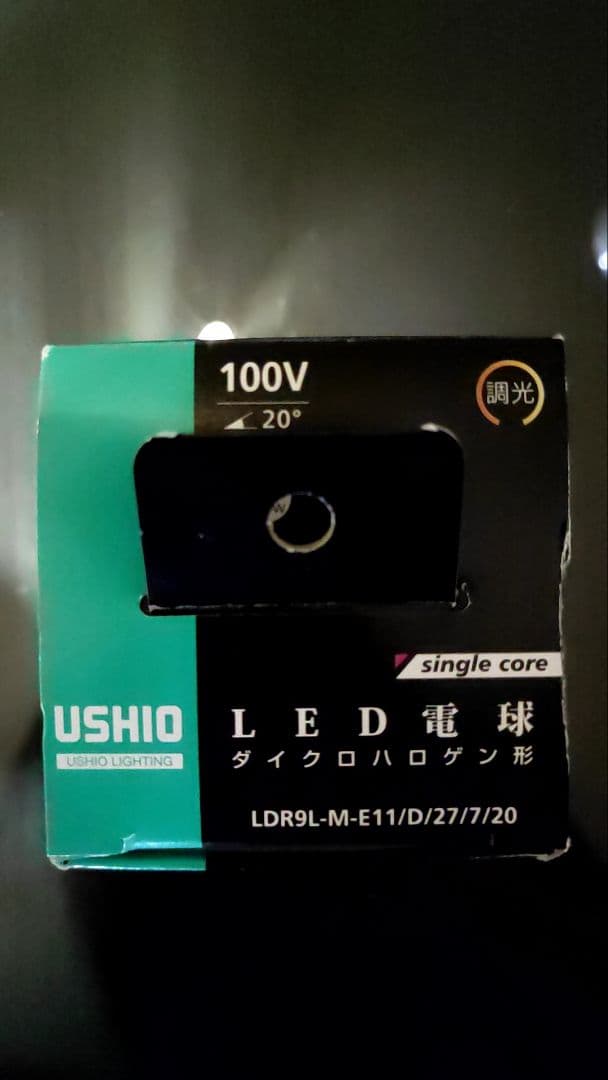 100V
20°
調光
W
single core
USHIO
USHIO LIGHTING
LED電球
ダイクロハロゲン形
LDR9L-M-E11/D/27/7/20